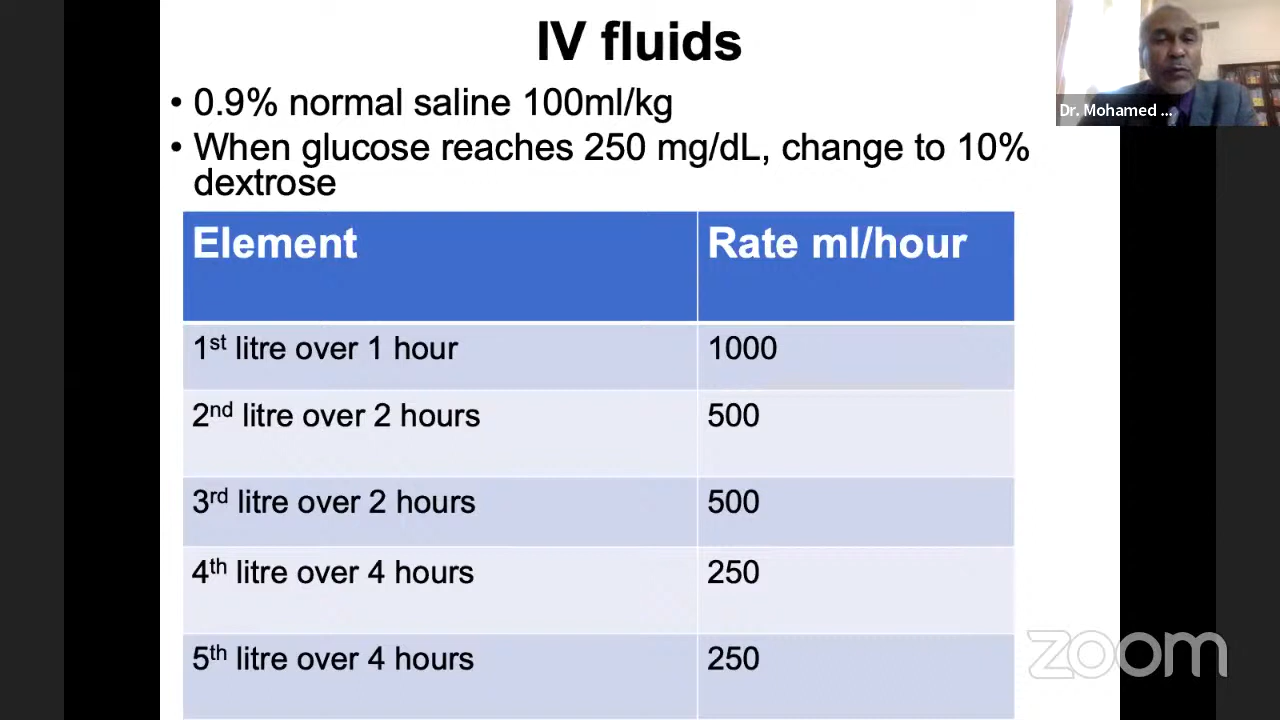 IV fluids
• 0.9% normal saline 100ml/kg
• When glucose reaches 250 mg/dL, change to 10%
dextrose
Element Rate ml/hour
1st litre over 1 hour 1000
2nd litre over 2 hours 500
3rd litre over 2 hours 500
4th litre over 4 hours 250
5th litre over 4 hours 250
Dr. Mohamed ...
zoom